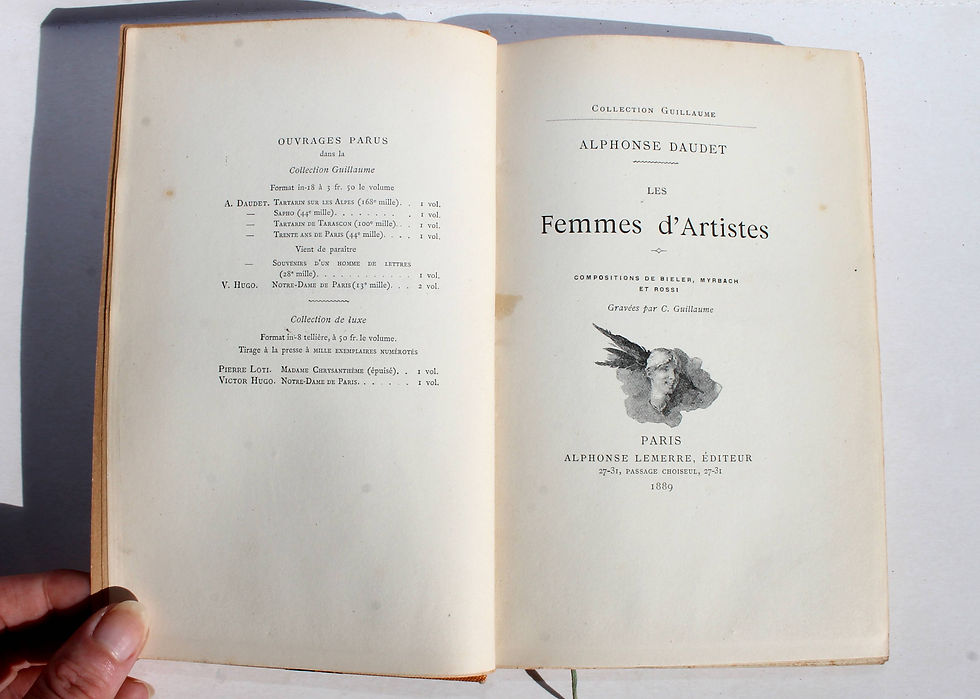 OUVRAGES PARUS
dans la
Collection Guillaume
Format in-18 à 3 fr. 50 le volume
A. Daudet. Tartarin sur les Alpes (168e mille). . 1 vol.
— Sapho (44e mille). . . . . . . . . 1 vol.
— Tartarin de Tarascon (100e mille). . 1 vol.
— Trente ans de Paris (44e mille). . . . 1 vol.
Vient de paraître
— Souvenirs d'un homme de lettres
(28e mille). . . . . . . . . . . . 1 vol.
V. Hugo. Notre-Dame de Paris (13e mille). . . 2 vol.
Collection de luxe
Format in-8 tellière, à 50 fr. le volume.
Tirage à la presse à mille exemplaires numérotés
Pierre Loti. Madame Chrysanthème (épuisé). . 1 vol.
Victor Hugo. Notre-Dame de Paris. . . . . . . 1 vol.
Collection Guillaume
ALPHONSE DAUDET
LES
Femmes d'Artistes
COMPOSITIONS DE BIELER, MYRBACH
ET ROSSI
Gravées par C. Guillaume
PARIS
ALPHONSE LEMERRE, ÉDITEUR
27-31, PASSAGE CHOISEUL, 27-31
1889